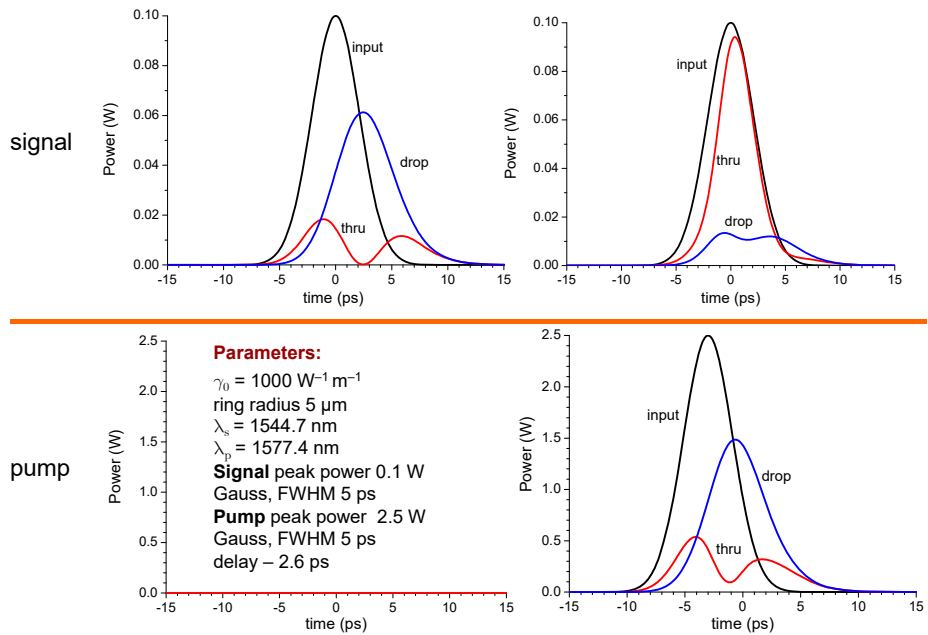 signal
Power (W)
0.10
0.08
0.06
0.04
0.02
0.00
input
drop
thru
-15 -10 -5 0 5 10 15
time (ps)
Power (W)
0.10
0.08
0.06
0.04
0.02
0.00
input
thru
drop
-15 -10 -5 0 5 10 15
time (ps)
pump
Power (W)
2.5
2.0
1.5
1.0
0.5
0.0
Parameters:
γ₀ = 1000 W⁻¹ m⁻¹
ring radius 5 μm
λₛ = 1544.7 nm
λₚ = 1577.4 nm
Signal peak power 0.1 W
Gauss, FWHM 5 ps
Pump peak power 2.5 W
Gauss, FWHM 5 ps
delay – 2.6 ps
-15 -10 -5 0 5 10 15
time (ps)
Power (W)
2.5
2.0
1.5
1.0
0.5
0.0
input
drop
thru
-15 -10 -5 0 5 10 15
time (ps)